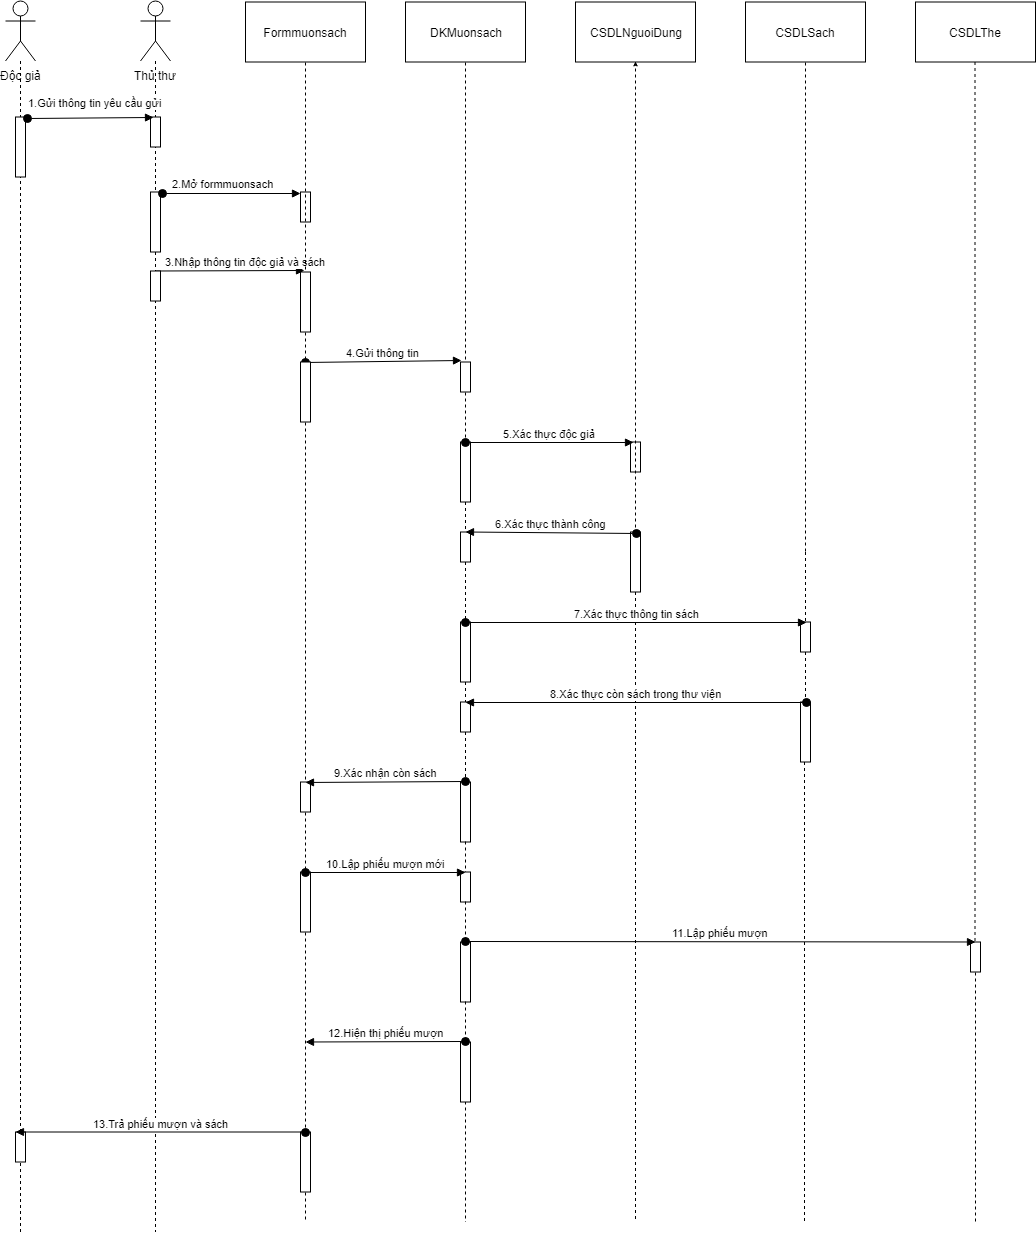 Formmuonsach
DKMuonsach
CSDLNguoiDung
CSDLSach
CSDLThe
Độc giả
Thủ thư
1.Gửi thông tin yêu cầu gửi
2.Mở formmuonsach
3.Nhập thông tin độc giả và sách
4.Gửi thông tin
5.Xác thực độc giả
6.Xác thực thành công
7.Xác thực thông tin sách
8.Xác thực còn sách trong thư viện
9.Xác nhận còn sách
10.Lập phiếu mượn mới
11.Lập phiếu mượn
12.Hiện thị phiếu mượn
13.Trả phiếu mượn và sách